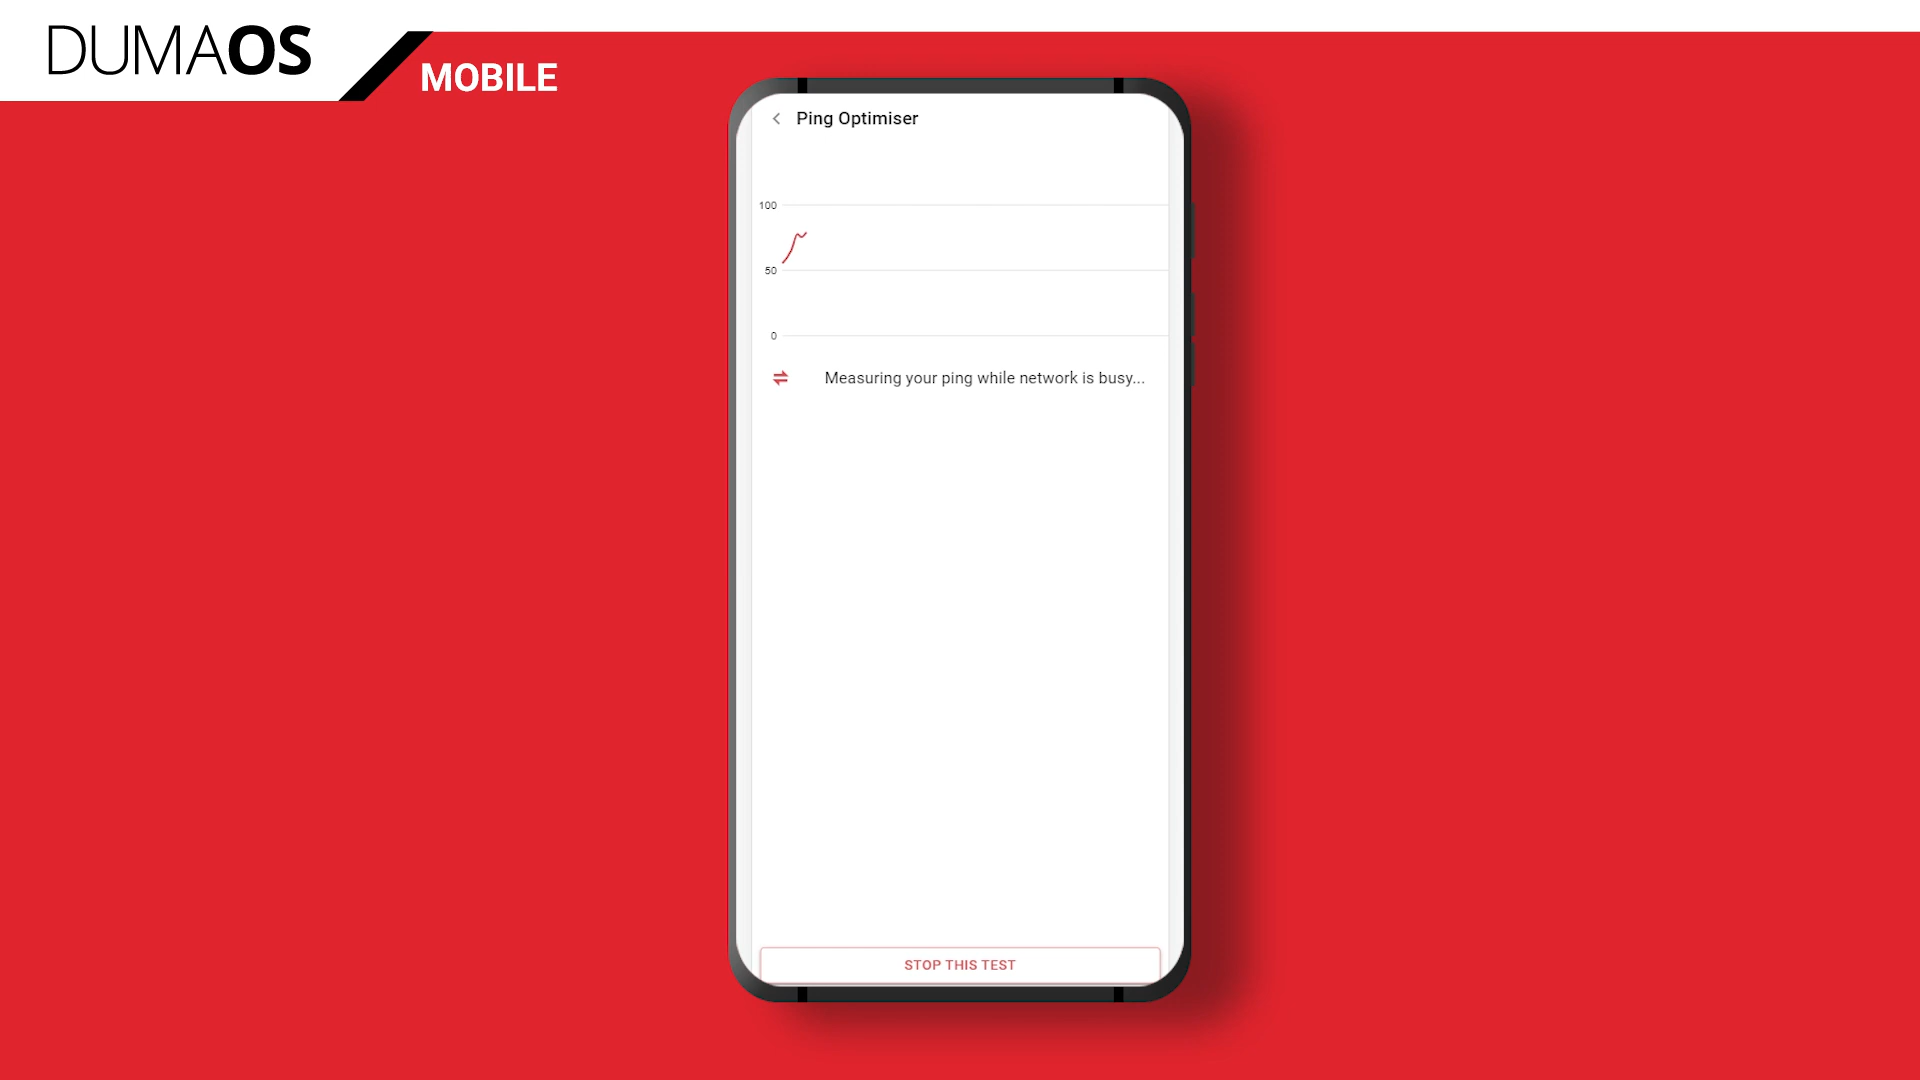 DUMAOS
MOBILE
Ping Optimiser
100
50
0
Measuring your ping while network is busy...
STOP THIS TEST